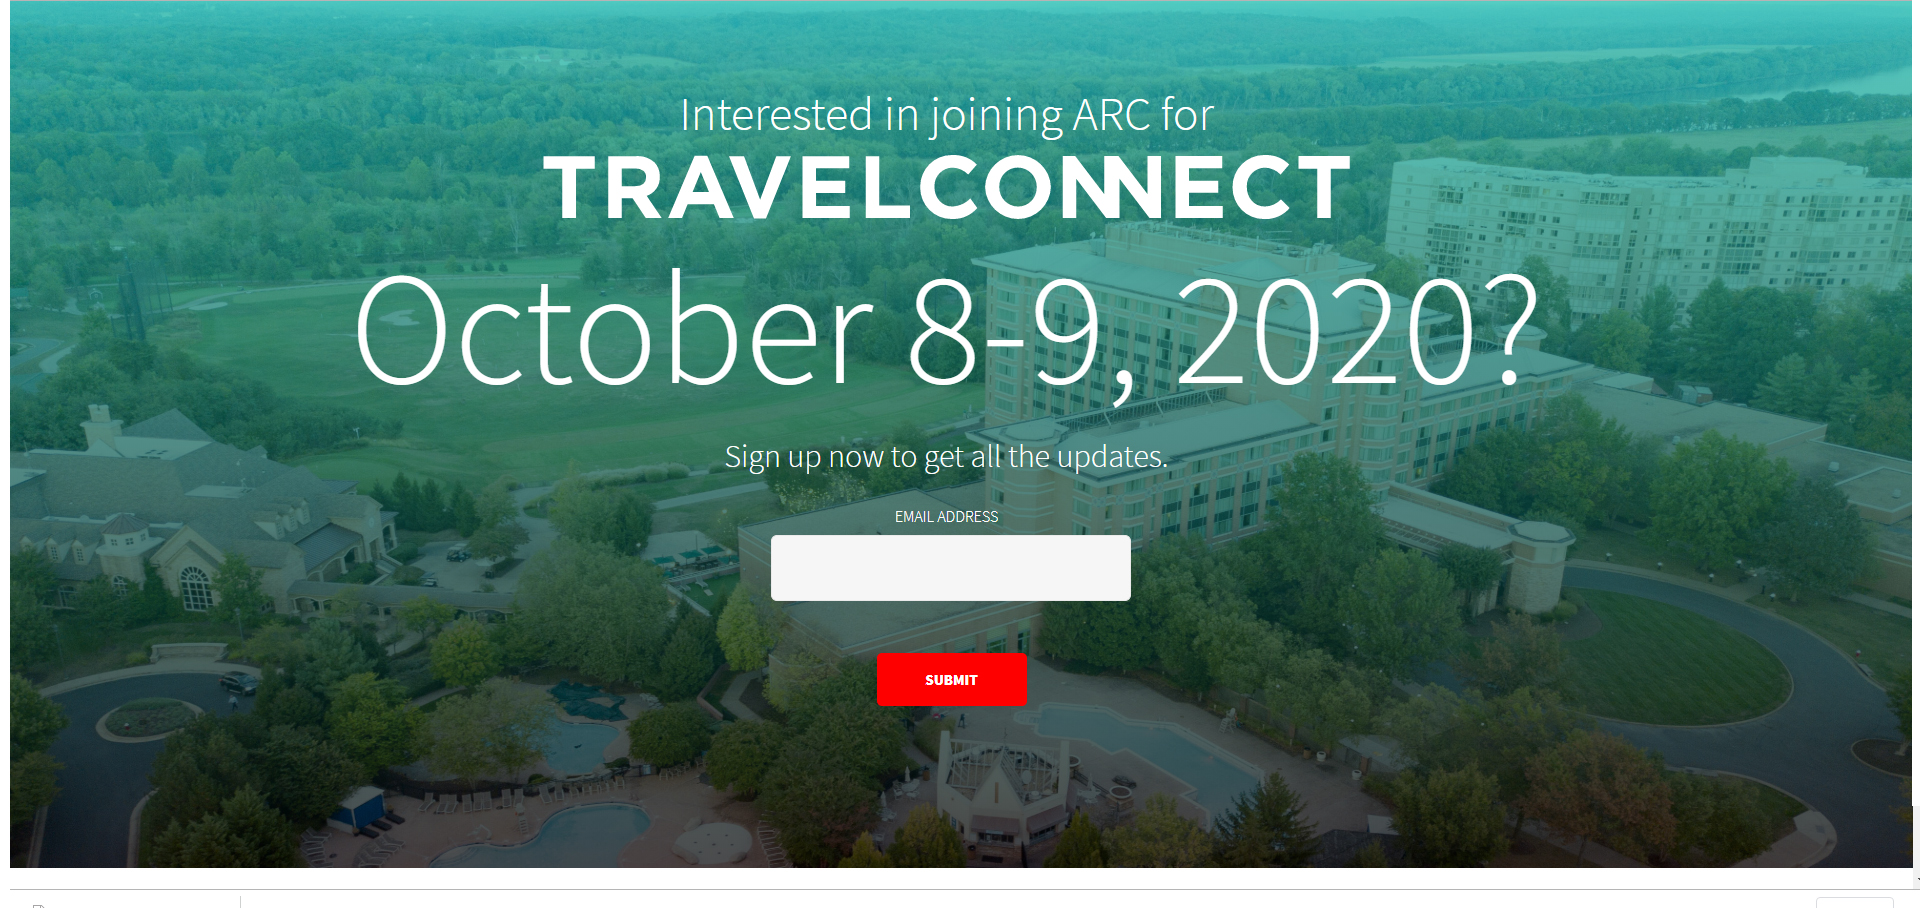 Interested in joining ARC for
TRAVELCONNECT
October 8-9, 2020?
Sign up now to get all the updates.
EMAIL ADDRESS
SUBMIT